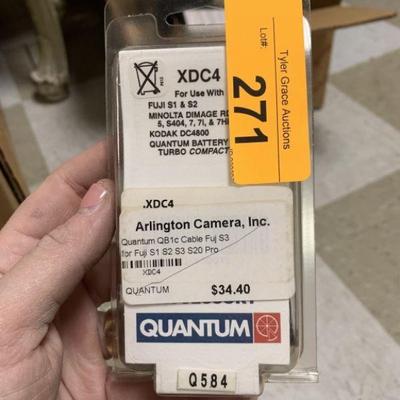 XDC4
For Use With
FUJI S1 & S2
MINOLTA DIMAGE
5, S404, 7, 7i, & 7Hi
KODAK DC4800
QUANTUM BATTERY
TURBO COMPACT
Lot#:
271
Tyler Grace Auctions
.XDC4
Arlington Camera, Inc.
Quantum QB1c Cable Fuj S3
for Fuji S1 S2 S3 S20 Pro
XDC4
QUANTUM
$34.40
QUANTUM
Q584